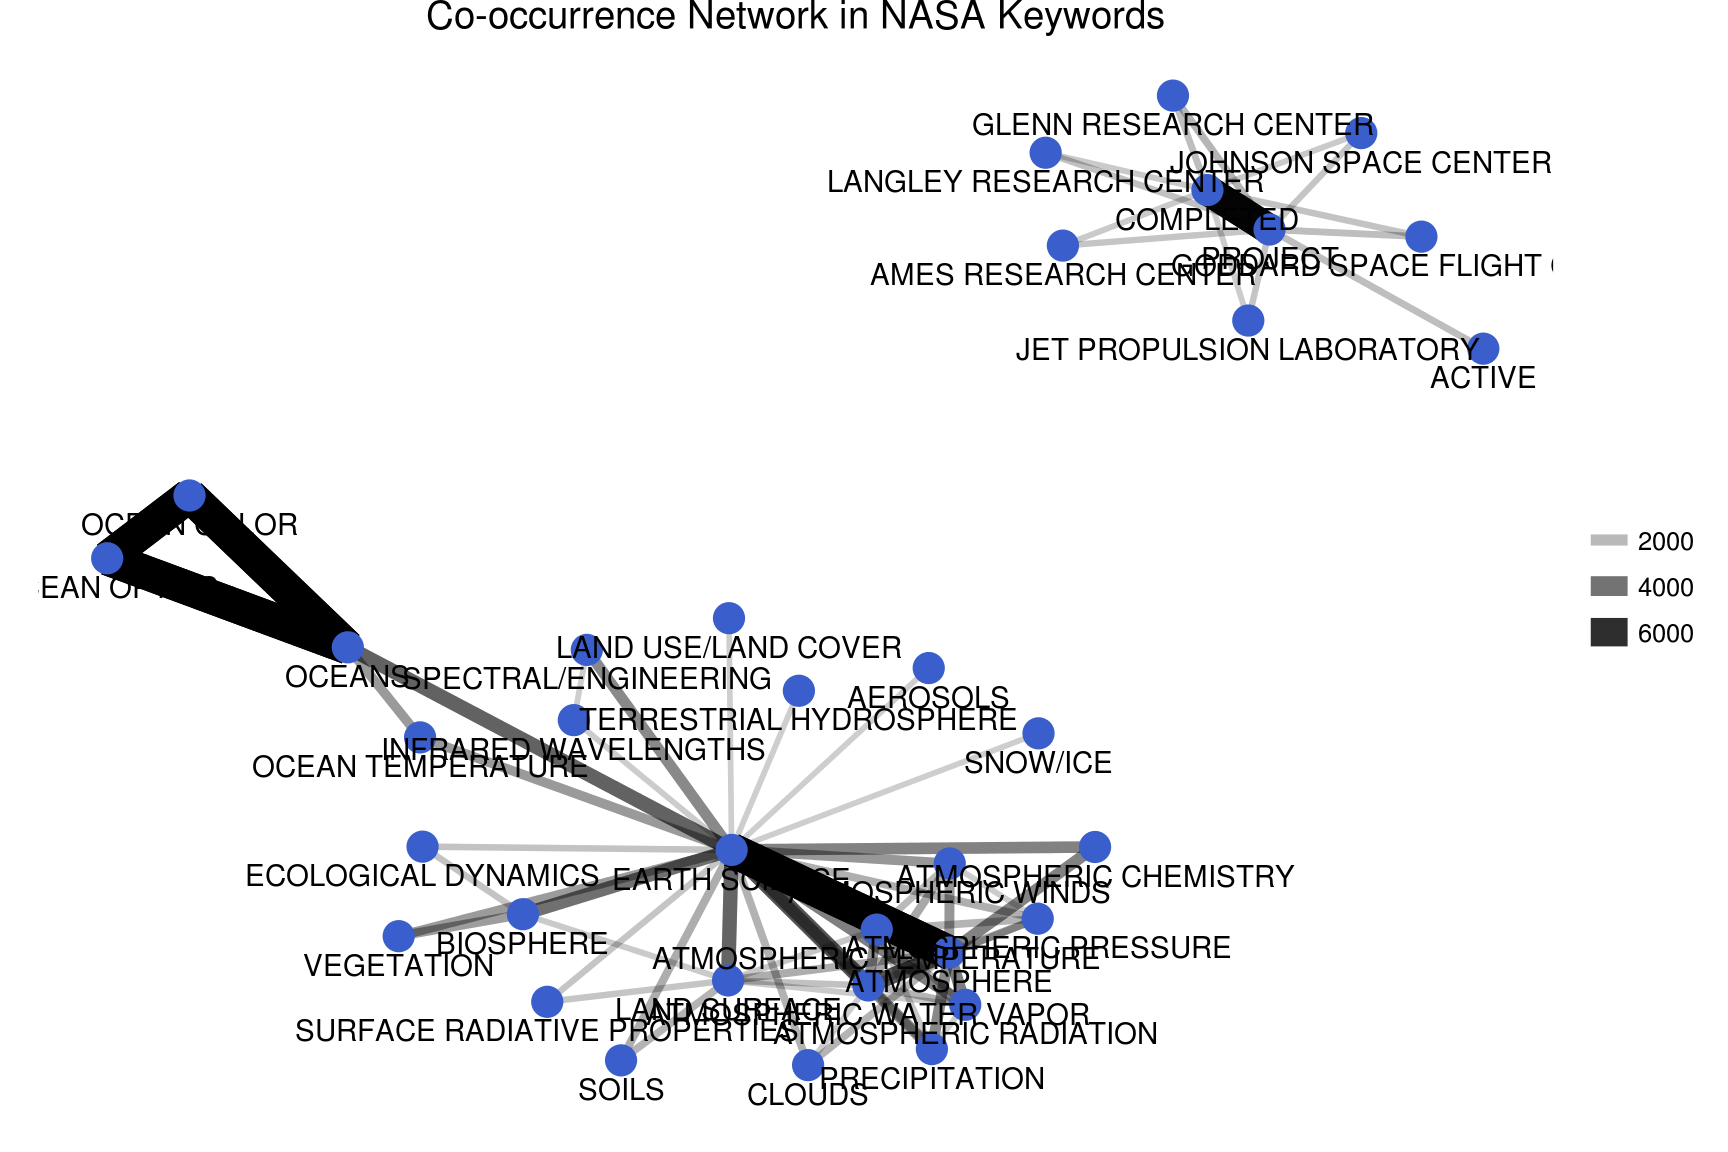 Co-occurrence Network in NASA Keywords
GLENN RESEARCH CENTER
JOHNSON SPACE CENTER
LANGLEY RESEARCH CENTER
COMPLETED
PROJECT
GODDARD SPACE FLIGHT
AMES RESEARCH CENTER
JET PROPULSION LABORATORY
ACTIVE
OCEAN COLOR
2000
4000
6000
LAND USE/LAND COVER
OCEANS
SPECTRAL/ENGINEERING
AEROSOLS
TERRESTRIAL HYDROSPHERE
INFRARED WAVELENGTHS
SNOW/ICE
OCEAN TEMPERATURE
ECOLOGICAL DYNAMICS
EARTH SCIENCE
ATMOSPHERIC CHEMISTRY
ATMOSPHERIC WINDS
BIOSPHERE
ATMOSPHERIC PRESSURE
VEGETATION
ATMOSPHERIC TEMPERATURE
ATMOSPHERE
LAND SURFACE
ATMOSPHERIC WATER VAPOR
SURFACE RADIATIVE PROPERTIES
ATMOSPHERIC RADIATION
PRECIPITATION
SOILS
CLOUDS